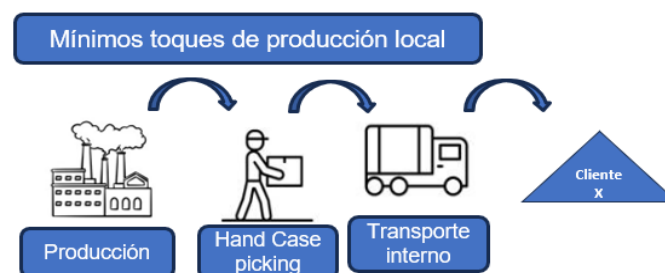 Mínimos toques de producción local
Cliente
X
Producción
Hand Case
picking
Transporte
interno